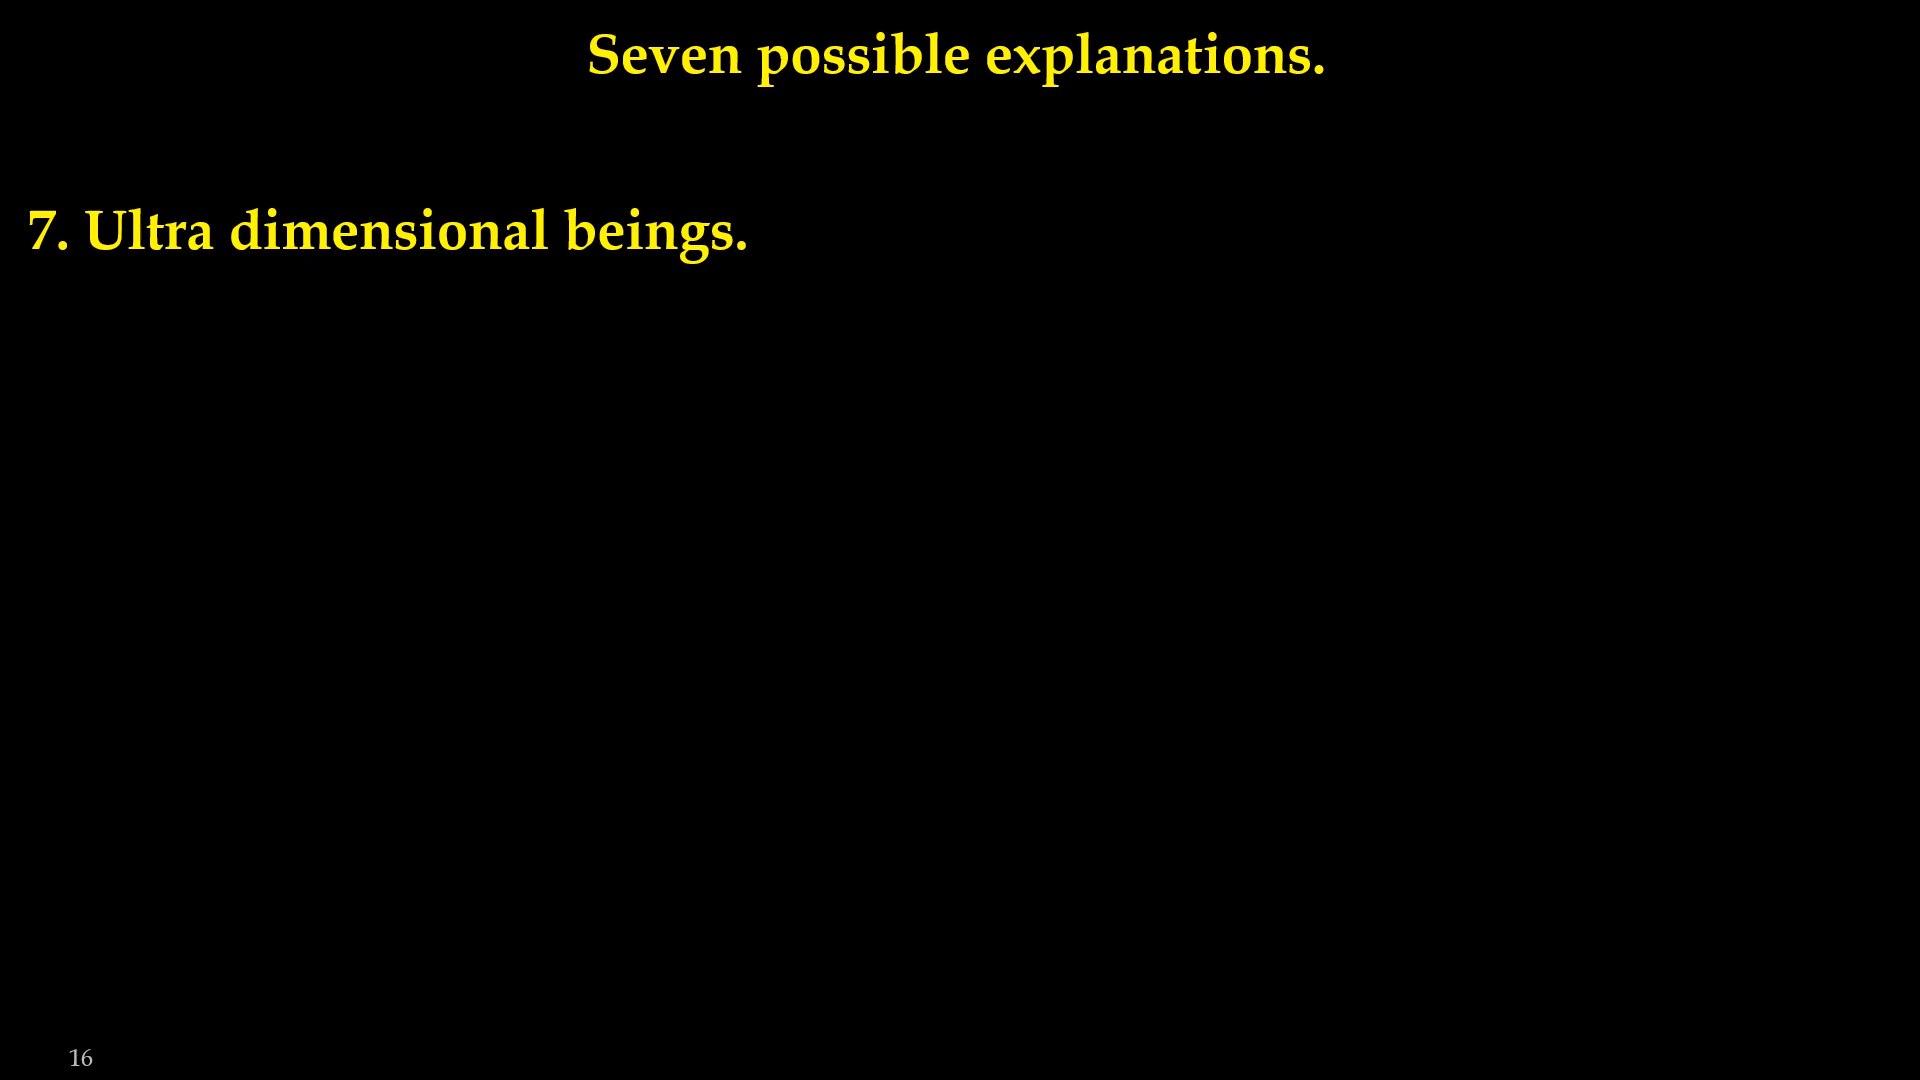 Seven possible explanations.
7. Ultra dimensional beings.
16